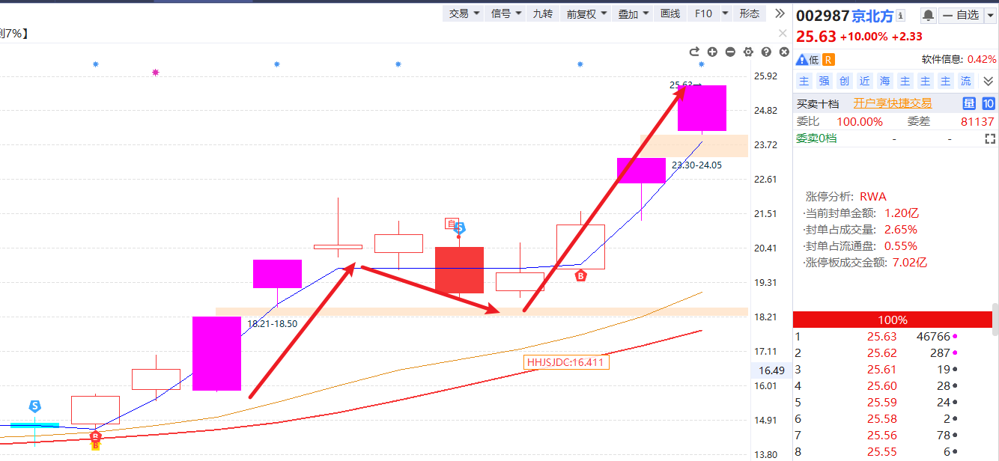 交易 信号 九转 前复权 叠加 画线 F10 形态
002987 京北方 自选
25.63 +10.00% +2.33
到7%】
低 R 软件信息: 0.42%
主 强 创 近 海 主 主 主 流
买卖十档 开户享快捷交易 量 10
委比 100.00% 委差 81137
委卖0档 - -
25.92
25.63→
24.82
23.72
23.30-24.05
22.61
21.51
20.41
19.31
18.21
18.21-18.50
17.11
HHJSJDC:16.411
16.49
16.01
14.91
13.80
自
S
B
S
B
B
涨停分析: RWA
·当前封单金额: 1.20亿
·封单占成交量: 2.65%
·封单占流通盘: 0.55%
·涨停板成交金额: 7.02亿
100%
1 25.63 46766
2 25.62 287
3 25.61 19
4 25.60 28
5 25.59 24
6 25.58 2
7 25.56 78
8 25.55 6